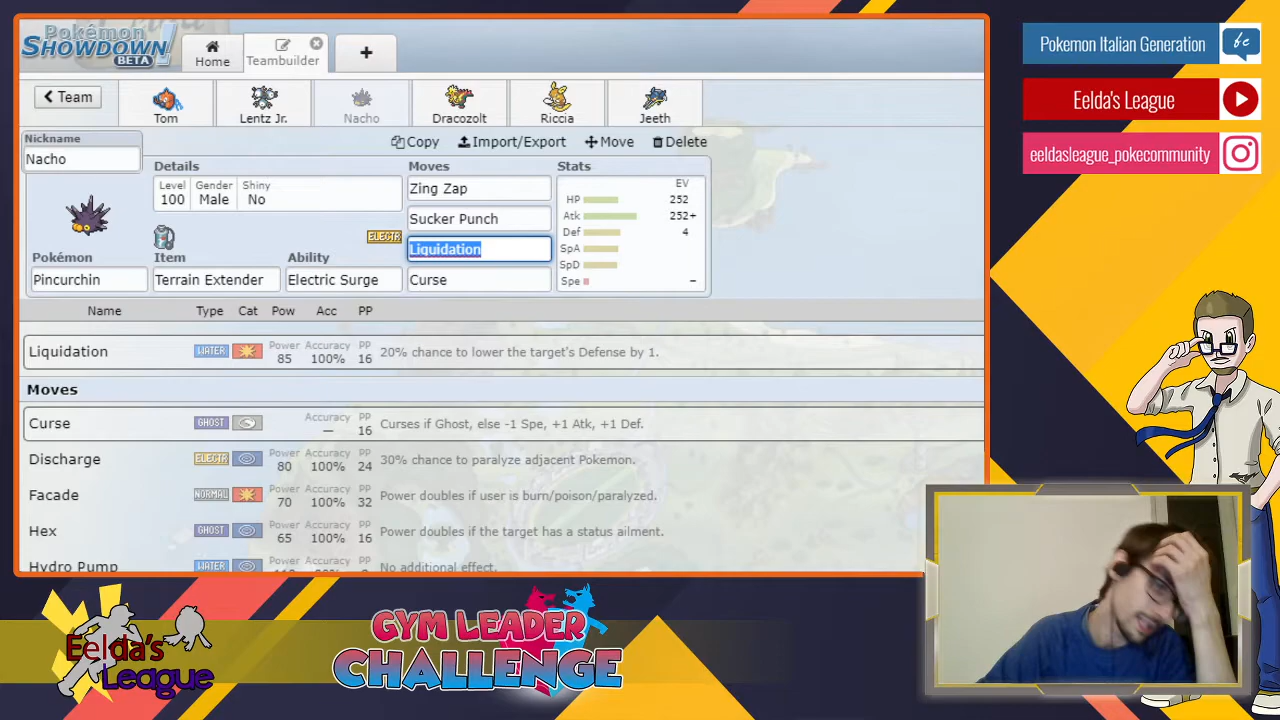 Pokémon
SHOWDOWN!
BETA
Home
Teambuilder
+
Team
Tom
Lentz Jr.
Nacho
Dracozolt
Riccia
Jeeth
Copy
Import/Export
Move
Delete
Nickname
Nacho
Details
Level
100
Gender
Male
Shiny
No
ELECTR
Pokémon
Pincurchin
Item
Terrain Extender
Ability
Electric Surge
Moves
Zing Zap
Sucker Punch
Liquidation
Curse
Stats
EV
HP 252
Atk 252+
Def 4
SpA
SpD
Spe –
Name Type Cat Pow Acc PP
Liquidation WATER Power 85 Accuracy 100% PP 16 20% chance to lower the target's Defense by 1.
Moves
Curse GHOST Accuracy — PP 16 Curses if Ghost, else -1 Spe, +1 Atk, +1 Def.
Discharge ELECTR Power 80 Accuracy 100% PP 24 30% chance to paralyze adjacent Pokemon.
Facade NORMAL Power 70 Accuracy 100% PP 32 Power doubles if user is burn/poison/paralyzed.
Hex GHOST Power 65 Accuracy 100% PP 16 Power doubles if the target has a status ailment.
Hydro Pump WATER Power Accuracy PP No additional effect.
Pokemon Italian Generation
Eelda's League
eeldasleague_pokecommunity
Eelda's
League
GYM LEADER
CHALLENGE